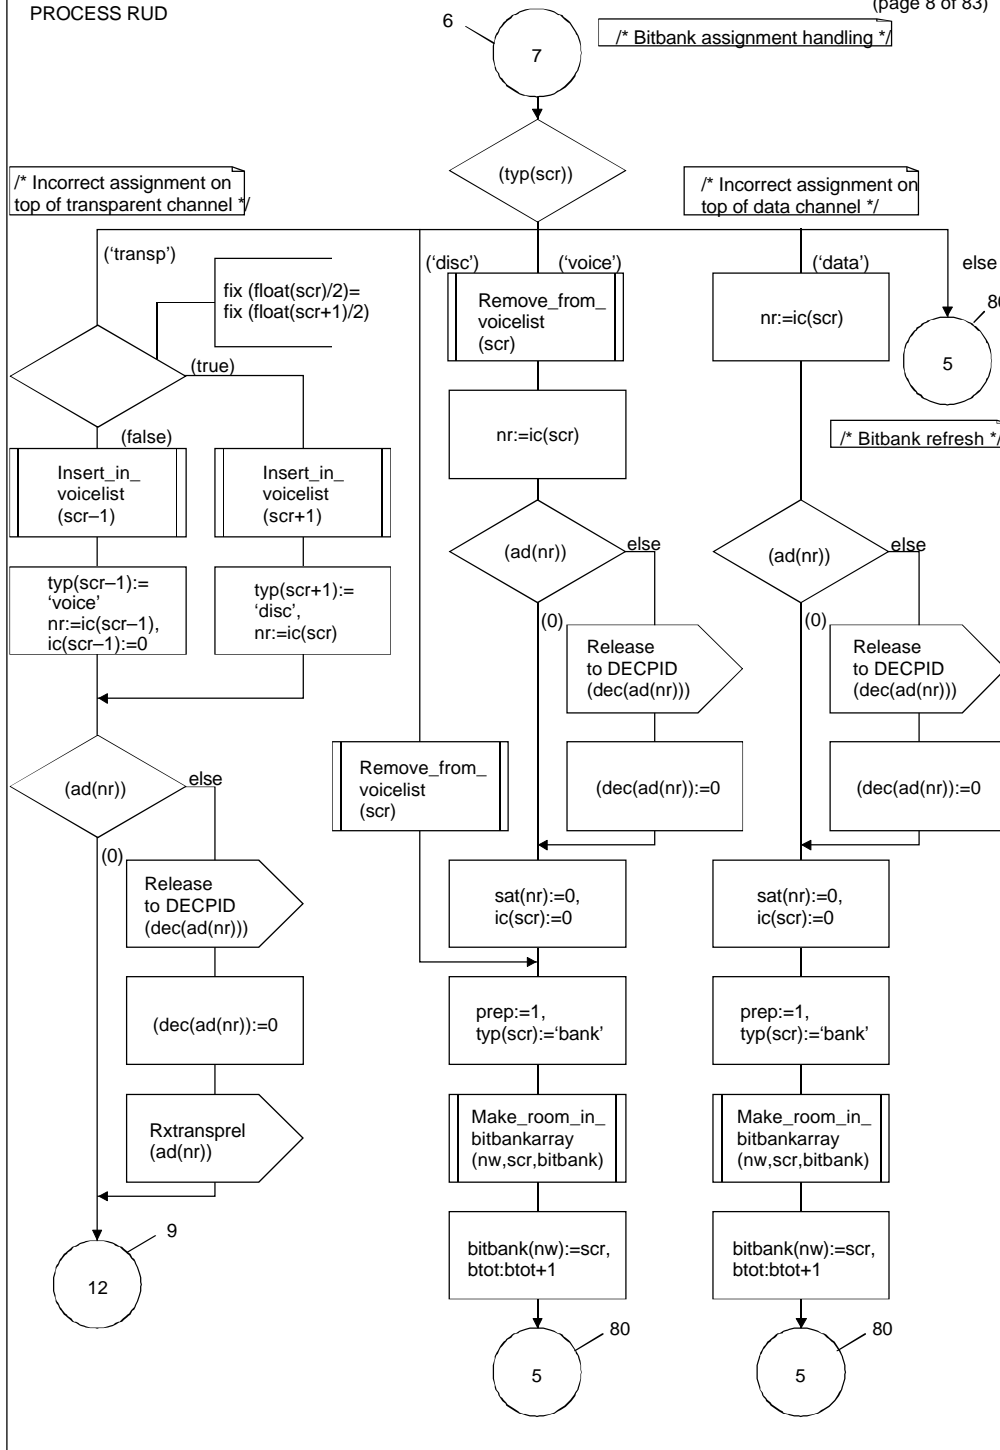 PROCESS RUD
(page 8 of 83)
6
7
/* Bitbank assignment handling */
(typ(scr))
/* Incorrect assignment on
top of transparent channel */
/* Incorrect assignment on
top of data channel */
(‘transp’)
(‘disc’)
(‘voice’)
(‘data’)
else
fix (float(scr)/2)=
fix (float(scr+1)/2)
Remove_from_
voicelist
(scr)
nr:=ic(scr)
80
5
(true)
(false)
nr:=ic(scr)
/* Bitbank refresh */
Insert_in_
voicelist
(scr–1)
Insert_in_
voicelist
(scr+1)
(ad(nr))
else
(ad(nr))
else
typ(scr–1):=
‘voice’
nr:=ic(scr–1),
ic(scr–1):=0
typ(scr+1):=
‘disc’,
nr:=ic(scr)
(0)
(0)
Release
to DECPID
(dec(ad(nr)))
Release
to DECPID
(dec(ad(nr)))
(ad(nr))
else
Remove_from_
voicelist
(scr)
(dec(ad(nr)):=0
(dec(ad(nr)):=0
(0)
Release
to DECPID
(dec(ad(nr)))
sat(nr):=0,
ic(scr):=0
sat(nr):=0,
ic(scr):=0
(dec(ad(nr)):=0
prep:=1,
typ(scr):=‘bank’
prep:=1,
typ(scr):=‘bank’
Rxtransprel
(ad(nr))
Make_room_in_
bitbankarray
(nw,scr,bitbank)
Make_room_in_
bitbankarray
(nw,scr,bitbank)
9
12
bitbank(nw):=scr,
btot:btot+1
bitbank(nw):=scr,
btot:btot+1
80
5
80
5